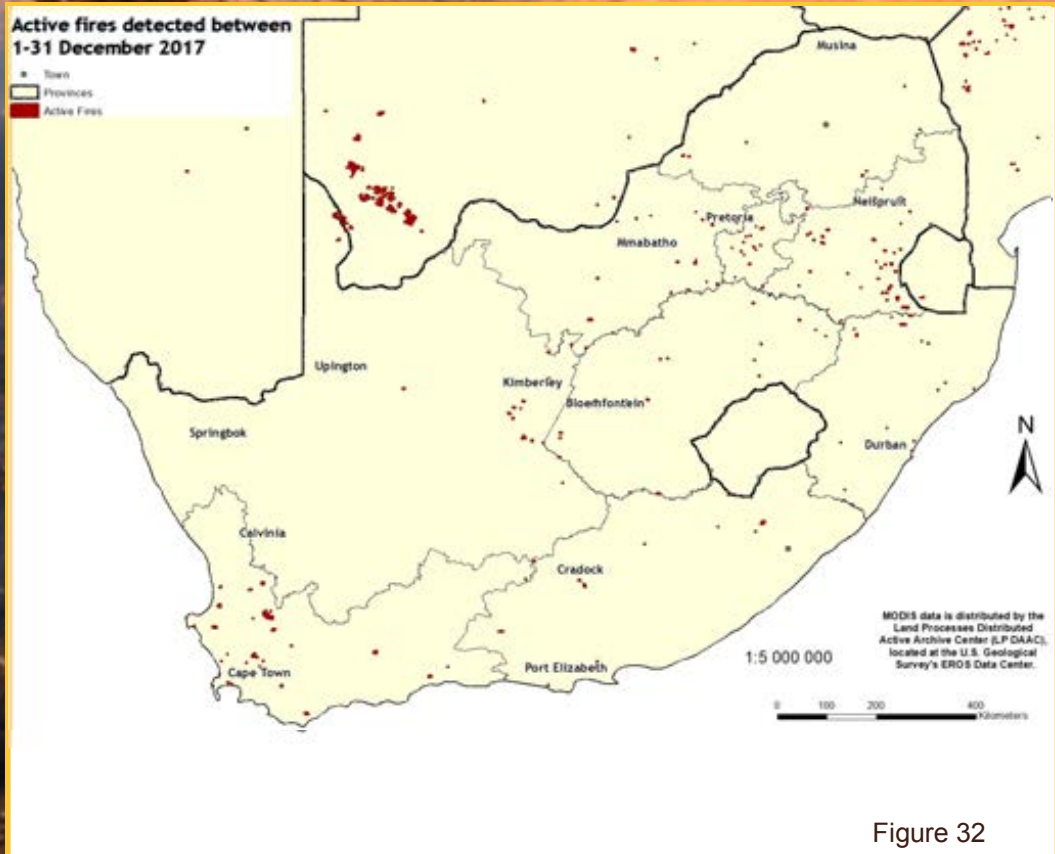 Active fires detected between
1-31 December 2017
Town
Provinces
Active Fires
Musina
Nelspruit
Pretoria
Mmabatho
Upington
Kimberley
Bloemfontein
Springbok
Durban
N
Calvinia
Cradock
Cape Town
Port Elizabeth
1:5 000 000
MODIS data is distributed by the
Land Processes Distributed
Active Archive Center (LP DAAC),
located at the U.S. Geological
Survey's EROS Data Center.
0 100 200 400
Kilometers
Figure 32